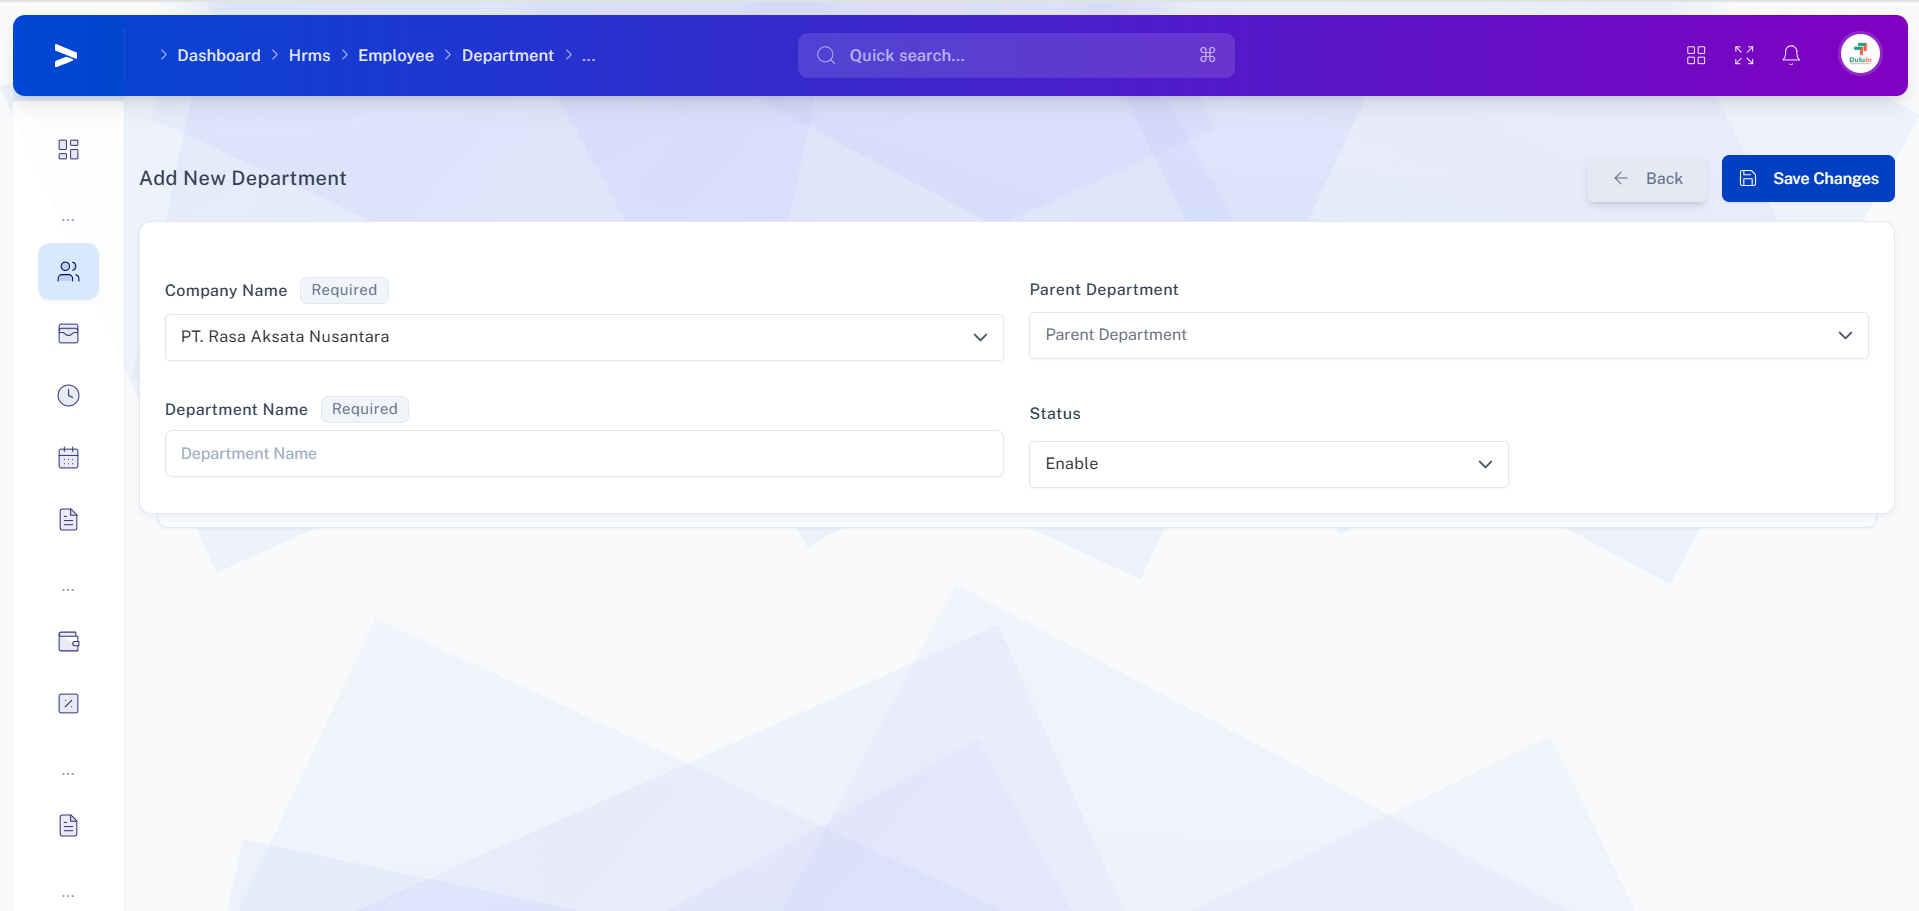 Dashboard Hrms Employee Department ...
Quick search...
Duluin
Add New Department
Back
Save Changes
...
Company Name Required
PT. Rasa Aksata Nusantara
Parent Department
Parent Department
Department Name Required
Department Name
Status
Enable
...
...
...